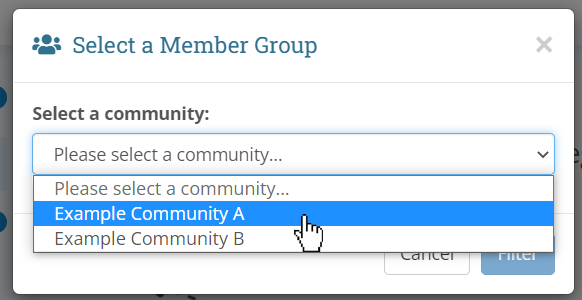 Select a Member Group
×
Select a community:
Please select a community...
Please select a community...
Example Community A
Example Community B
Cancel
Filter